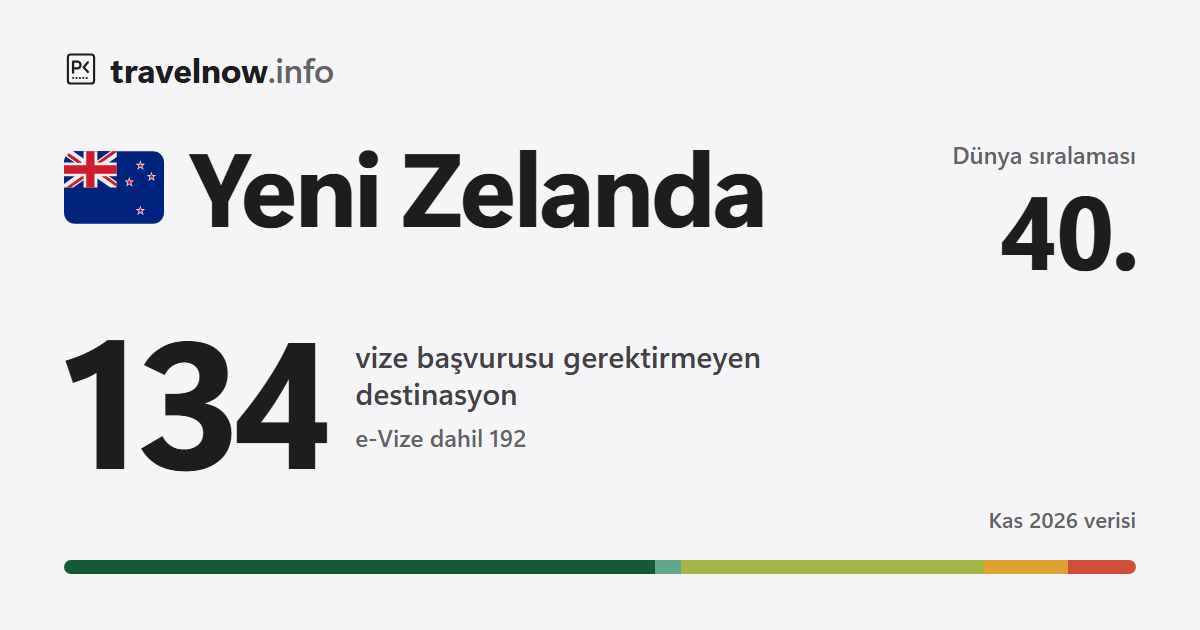 travelnow.info
Yeni Zelanda
Dünya sıralaması
40.
134
vize başvurusu gerektirmeyen
destinasyon
e-Vize dahil 192
Kas 2026 verisi